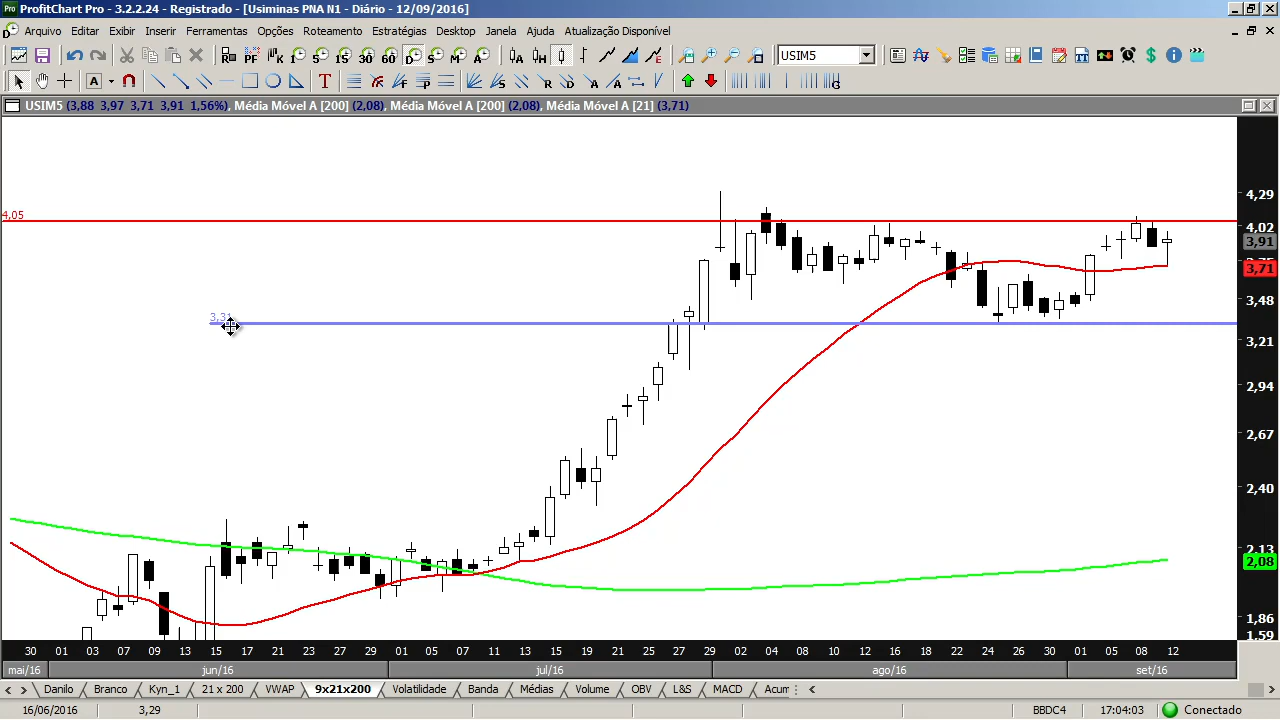 ProfitChart Pro - 3.2.2.24 - Registrado - [Usiminas PNA N1 - Diário - 12/09/2016]
Arquivo Editar Exibir Inserir Ferramentas Opções Roteamento Estratégias Desktop Janela Ajuda Atualização Disponível
USIM5
USIM5 (3,88 3,97 3,71 3,91 1,56%), Média Móvel A [200] (2,08), Média Móvel A [200] (2,08), Média Móvel A [21] (3,71)
4,29
4,05
4,02
3,91
3,71
3,48
3,31
3,21
2,94
2,67
2,40
2,13
2,08
1,86
1,59
30 01 03 07 09 13 15 17 21 23 27 29 01 05 07 11 13 15 19 21 25 27 29 02 04 08 10 12 16 18 22 24 26 30 01 05 08 12
mai/16 jun/16 jul/16 ago/16 set/16
Danilo Branco Kyn_1 21 x 200 VWAP 9x21x200 Volatilidade Banda Médias Volume OBV L&S MACD Acum
16/06/2016 3,29 BBDC4 17:04:03 Conectado